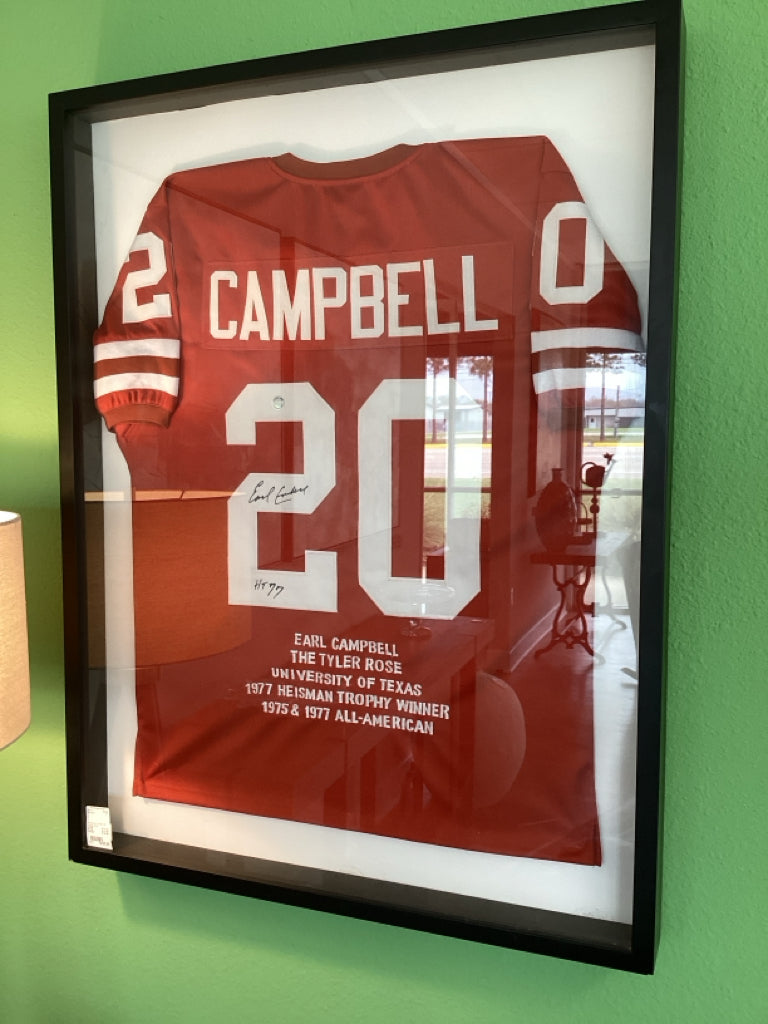 2 0
CAMPBELL
20
Earl Campbell
HT 77
EARL CAMPBELL
THE TYLER ROSE
UNIVERSITY OF TEXAS
1977 HEISMAN TROPHY WINNER
1975 & 1977 ALL-AMERICAN